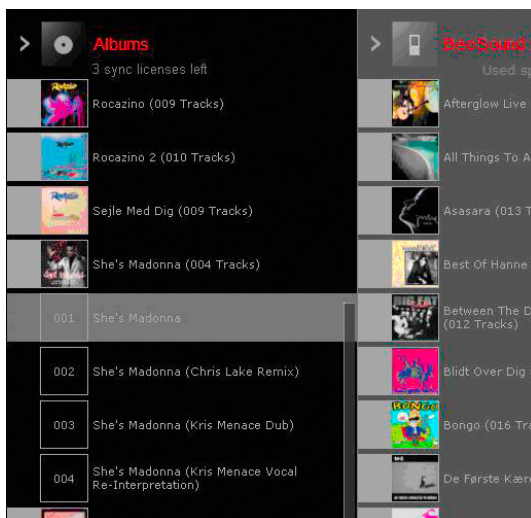 Albums
3 sync licenses left
Rocazino (009 Tracks)
Rocazino 2 (010 Tracks)
Sejle Med Dig (009 Tracks)
She's Madonna (004 Tracks)
001 She's Madonna
002 She's Madonna (Chris Lake Remix)
003 She's Madonna (Kris Menace Dub)
004 She's Madonna (Kris Menace Vocal
Re-Interpretation)
BeoSound
Used
Afterglow Live
All Things To
Asasara (013
Best Of Hanne
Between The
(012 Tracks)
BIG FAT
Blidt Over Dig
BONGO
Bongo (016
De Første